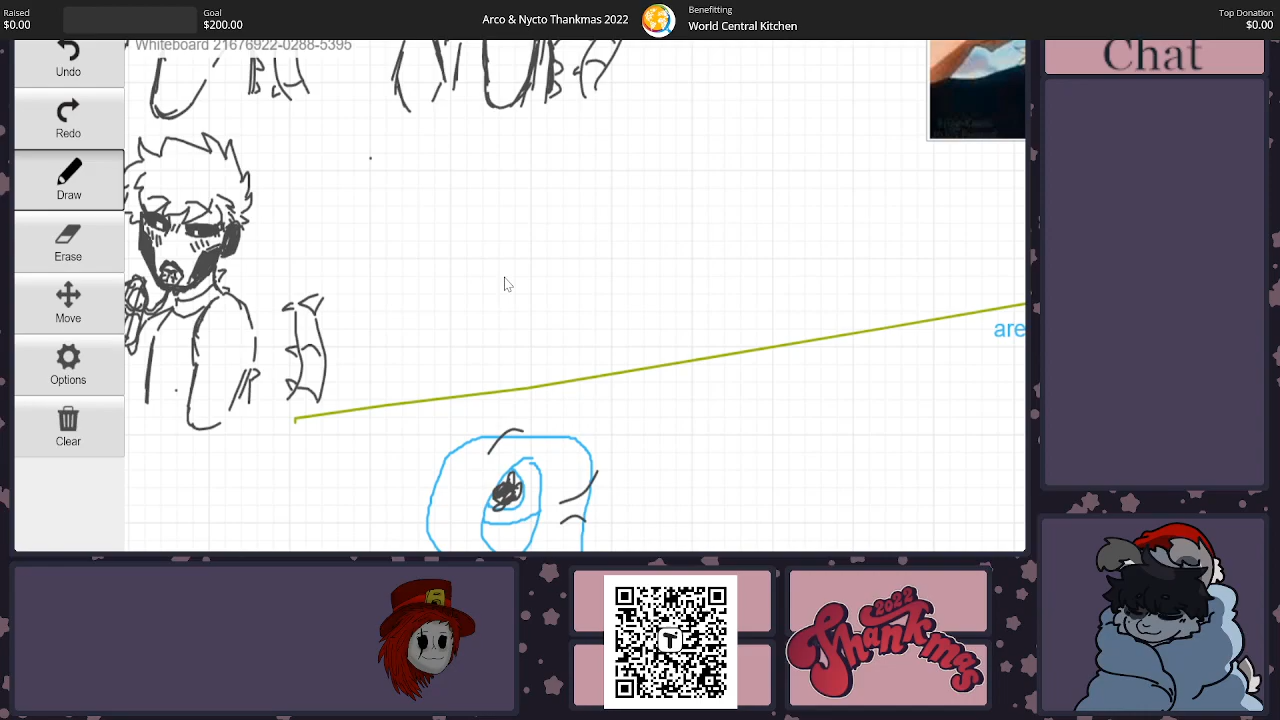 Raised
$0.00
Goal
$200.00
Arco & Nycto Thankmas 2022
Benefitting
World Central Kitchen
Top Donation
$0.00
Whiteboard 21676922-0288-5395
Undo
Redo
Draw
Erase
Move
Options
Clear
are
Chat
T
2022
Thankmas